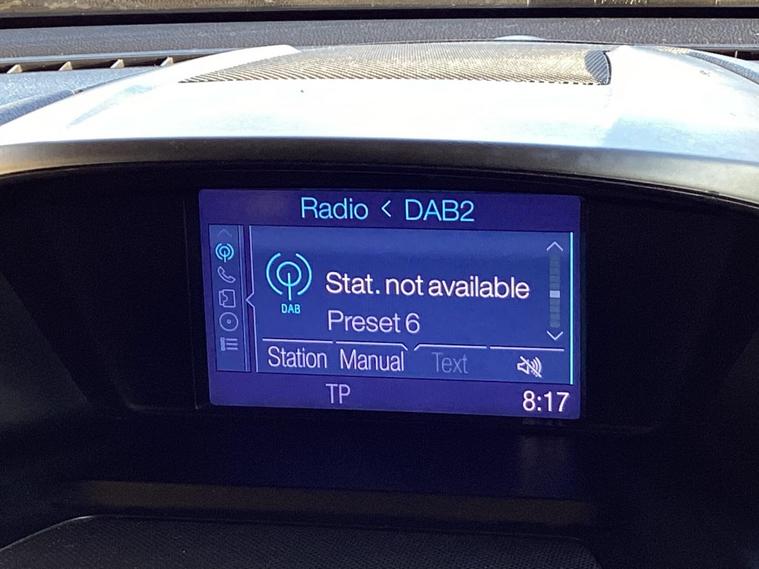 Radio < DAB2
DAB
Stat. not available
Preset 6
Station Manual Text
TP 8:17